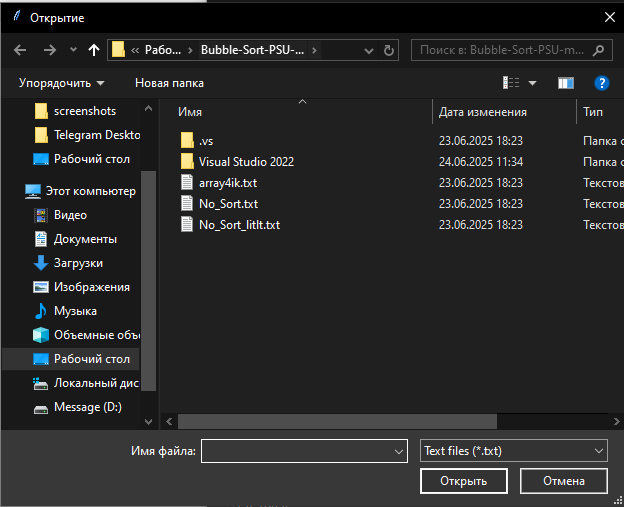 Открытие
« Рабо... Bubble-Sort-PSU-... Поиск в: Bubble-Sort-PSU-m...
Упорядочить Новая папка
screenshots
Telegram Deskto
Рабочий стол
Этот компьютер
Видео
Документы
Загрузки
Изображения
Музыка
Объемные объе
Рабочий стол
Локальный дис
Message (D:)
Имя Дата изменения Тип
.vs 23.06.2025 18:23 Папка с
Visual Studio 2022 24.06.2025 11:34 Папка с
array4ik.txt 23.06.2025 18:23 Текстов
No_Sort.txt 23.06.2025 18:23 Текстов
No_Sort_litlt.txt 23.06.2025 18:23 Текстов
Имя файла: Text files (*.txt)
Открыть Отмена